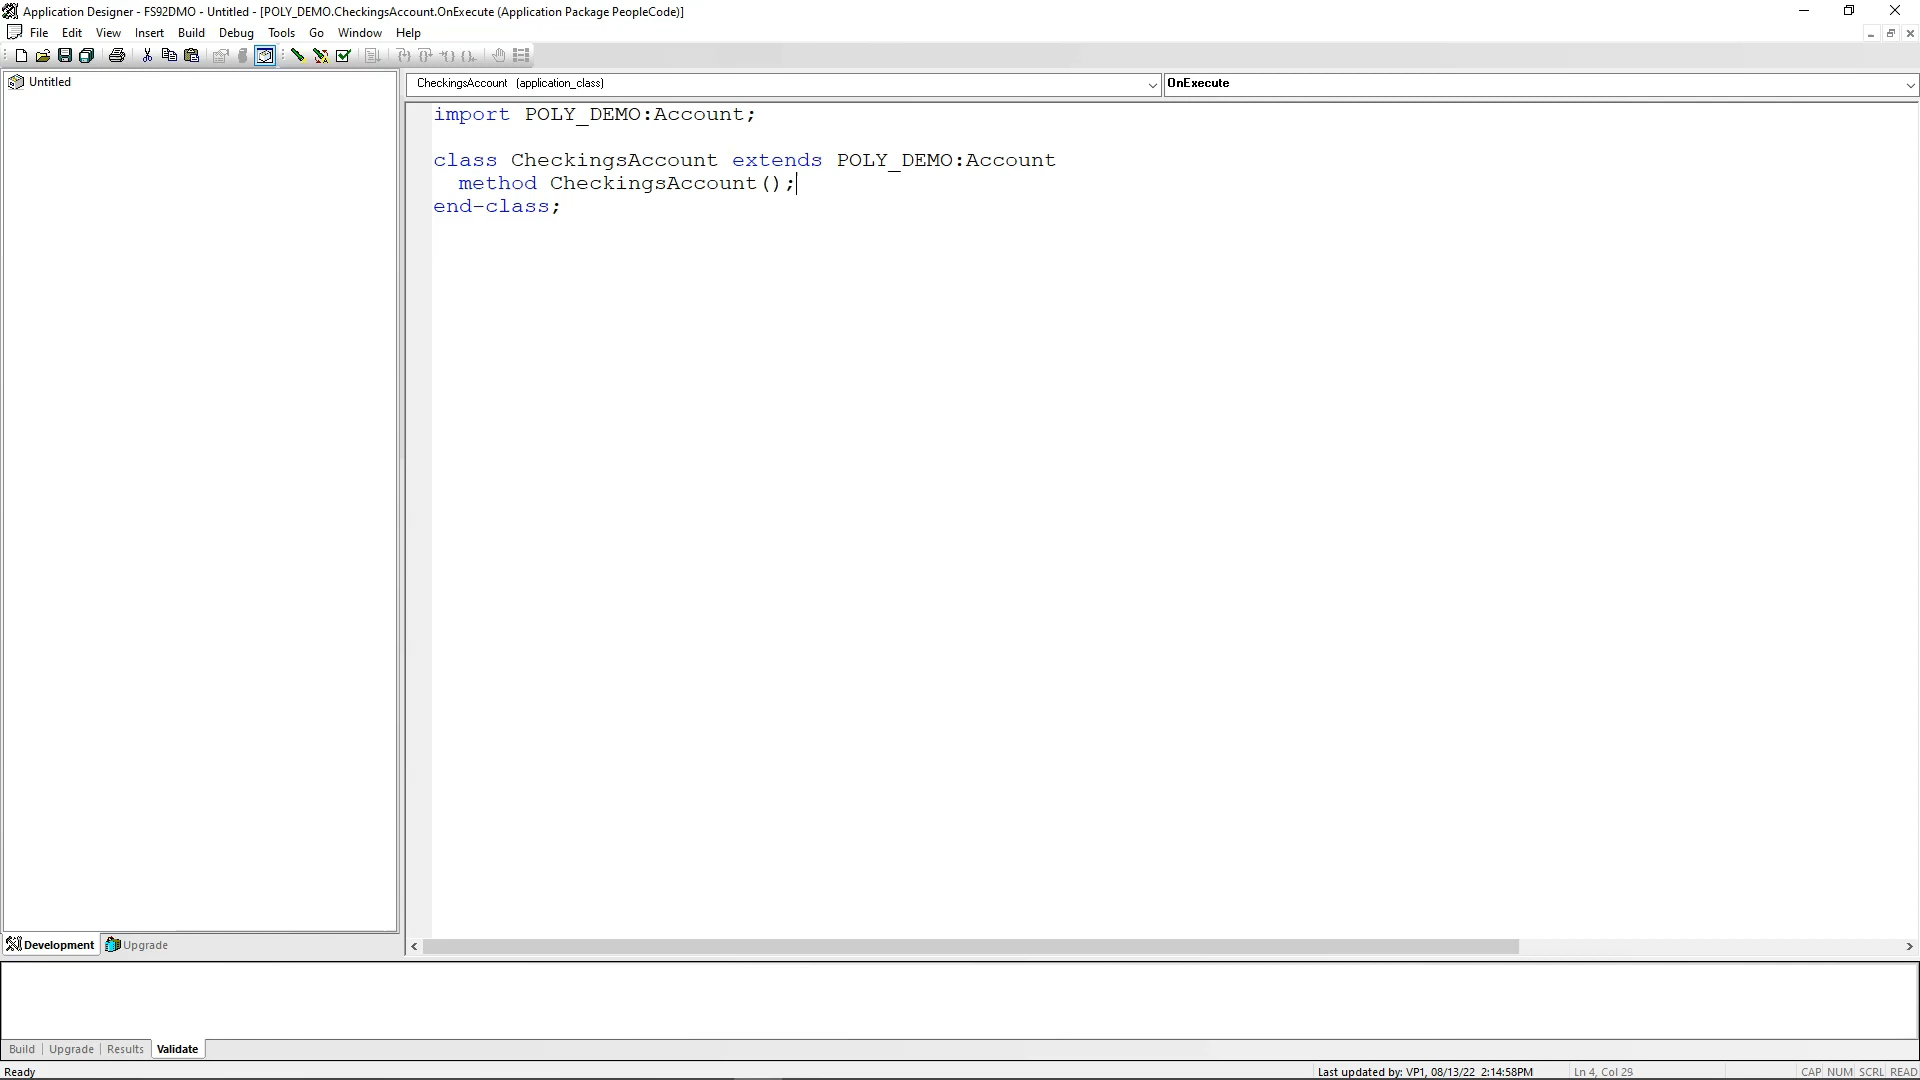 Application Designer - FS92DMO - Untitled - [POLY_DEMO.CheckingsAccount.OnExecute (Application Package PeopleCode)]
File Edit View Insert Build Debug Tools Go Window Help
Untitled
CheckingsAccount (application_class)
OnExecute
import POLY_DEMO:Account;
class CheckingsAccount extends POLY_DEMO:Account
method CheckingsAccount();
end-class;
Development Upgrade
Build Upgrade Results Validate
Ready
Last updated by: VP1, 08/13/22 2:14:58PM
Ln 4, Col 29
CAP NUM SCRL READ